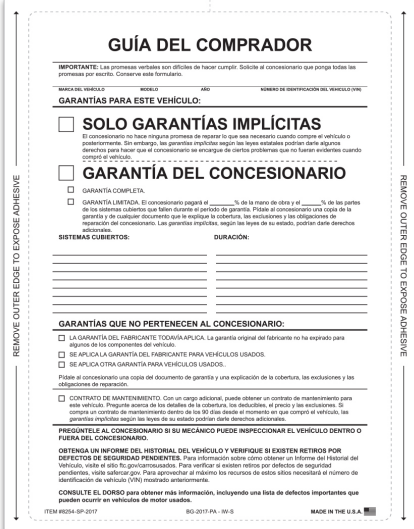 GUÍA DEL COMPRADOR
IMPORTANTE: Las promesas verbales son difíciles de hacer cumplir. Solicite al concesionario que ponga todas las
promesas por escrito. Conserve este formulario.
MARCA DEL VEHÍCULO MODELO AÑO NÚMERO DE IDENTIFICACIÓN DEL VEHÍCULO (VIN)
GARANTÍAS PARA ESTE VEHÍCULO:
SOLO GARANTÍAS IMPLÍCITAS
El concesionario no hace ninguna promesa de reparar lo que sea necesario cuando compre el vehículo o
posteriormente. Sin embargo, las garantías implícitas según las leyes estatales podrían darle algunos
derechos para hacer que el concesionario se encargue de ciertos problemas que no fueran evidentes cuando
compró el vehículo.
GARANTÍA DEL CONCESIONARIO
GARANTÍA COMPLETA.
GARANTÍA LIMITADA. El concesionario pagará el ______% de la mano de obra y el ______% de las partes
de los sistemas cubiertos que fallen durante el período de garantía. Pídale al concesionario una copia de la
garantía y de cualquier documento que le explique la cobertura, las exclusiones y las obligaciones de
reparación del concesionario. Las garantías implícitas, según las leyes de su estado, podrían darle derechos
adicionales.
SISTEMAS CUBIERTOS: DURACIÓN:
GARANTÍAS QUE NO PERTENECEN AL CONCESIONARIO:
LA GARANTÍA DEL FABRICANTE TODAVÍA APLICA. La garantía original del fabricante no ha expirado para
algunos de los componentes del vehículo.
SE APLICA LA GARANTÍA DEL FABRICANTE PARA VEHÍCULOS USADOS.
SE APLICA OTRA GARANTÍA PARA VEHÍCULOS USADOS..
Pídale al concesionario una copia del documento de garantía y una explicación de la cobertura, las exclusiones y las
obligaciones de reparación.
CONTRATO DE MANTENIMIENTO. Con un cargo adicional, puede obtener un contrato de mantenimiento para
este vehículo. Pregunte acerca de los detalles de la cobertura, los deducibles, el precio y las exclusiones. Si
compra un contrato de mantenimiento dentro de los 90 días desde el momento en que compró el vehículo, las
garantías implícitas según las leyes de su estado podrían darle derechos adicionales.
PREGÚNTELE AL CONCESIONARIO SI SU MECÁNICO PUEDE INSPECCIONAR EL VEHÍCULO DENTRO O
FUERA DEL CONCESIONARIO.
OBTENGA UN INFORME DEL HISTORIAL DEL VEHÍCULO Y VERIFIQUE SI EXISTEN RETIROS POR
DEFECTOS DE SEGURIDAD PENDIENTES. Para información sobre cómo obtener un Informe del Historial del
Vehículo, visite el sitio ftc.gov/carrosusados. Para verificar si existen retiros por defectos de seguridad
pendientes, visite safercar.gov. Para aprovechar al máximo los recursos de estos sitios necesitará el número de
identificación de vehículo (VIN) mostrado anteriormente.
CONSULTE EL DORSO para obtener más información, incluyendo una lista de defectos importantes que
pueden ocurrir en vehículos de motor usados.
ITEM #8254-SP-2017 BG-2017-PA - IW-S MADE IN THE U.S.A.
REMOVE OUTER EDGE TO EXPOSE ADHESIVE
REMOVE OUTER EDGE TO EXPOSE ADHESIVE